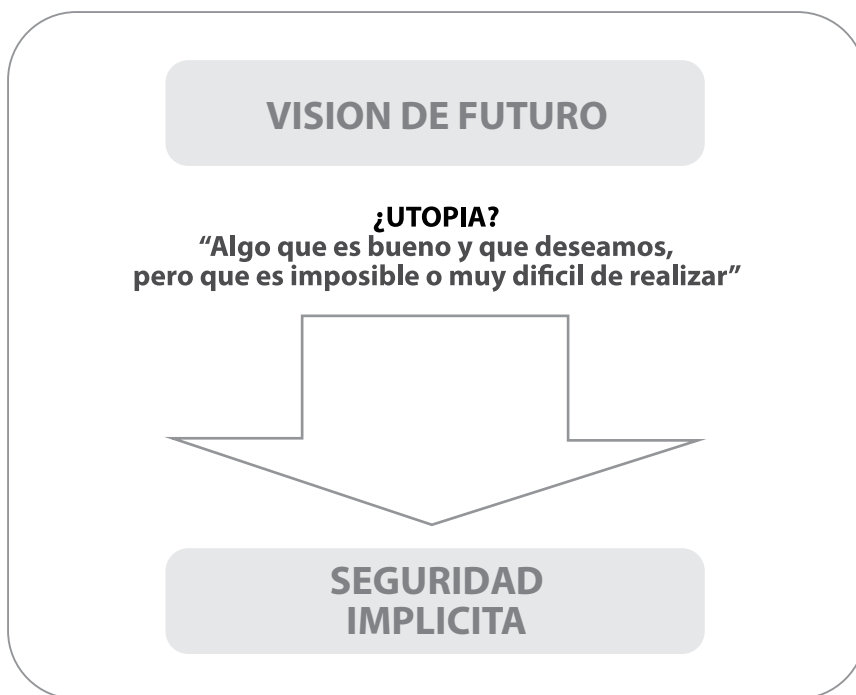 VISION DE FUTURO
¿UTOPIA?
“Algo que es bueno y que deseamos,
pero que es imposible o muy dificil de realizar”
SEGURIDAD
IMPLICITA